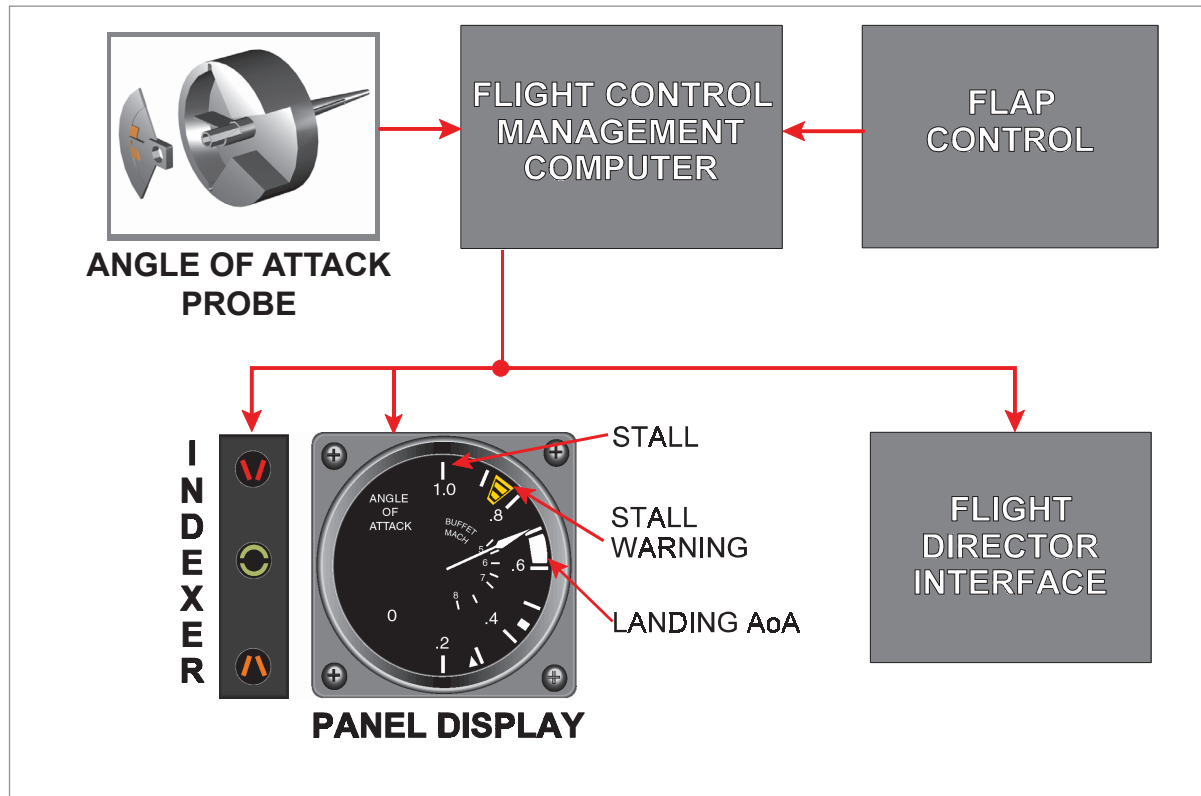 FLIGHT CONTROL
MANAGEMENT
COMPUTER
FLAP
CONTROL
ANGLE OF ATTACK
PROBE
INDEXER
ANGLE
OF
ATTACK
1.0
.8
BUFFET
MACH
5
6
7
8
.6
.4
.2
0
STALL
STALL
WARNING
LANDING AoA
FLIGHT
DIRECTOR
INTERFACE
PANEL DISPLAY